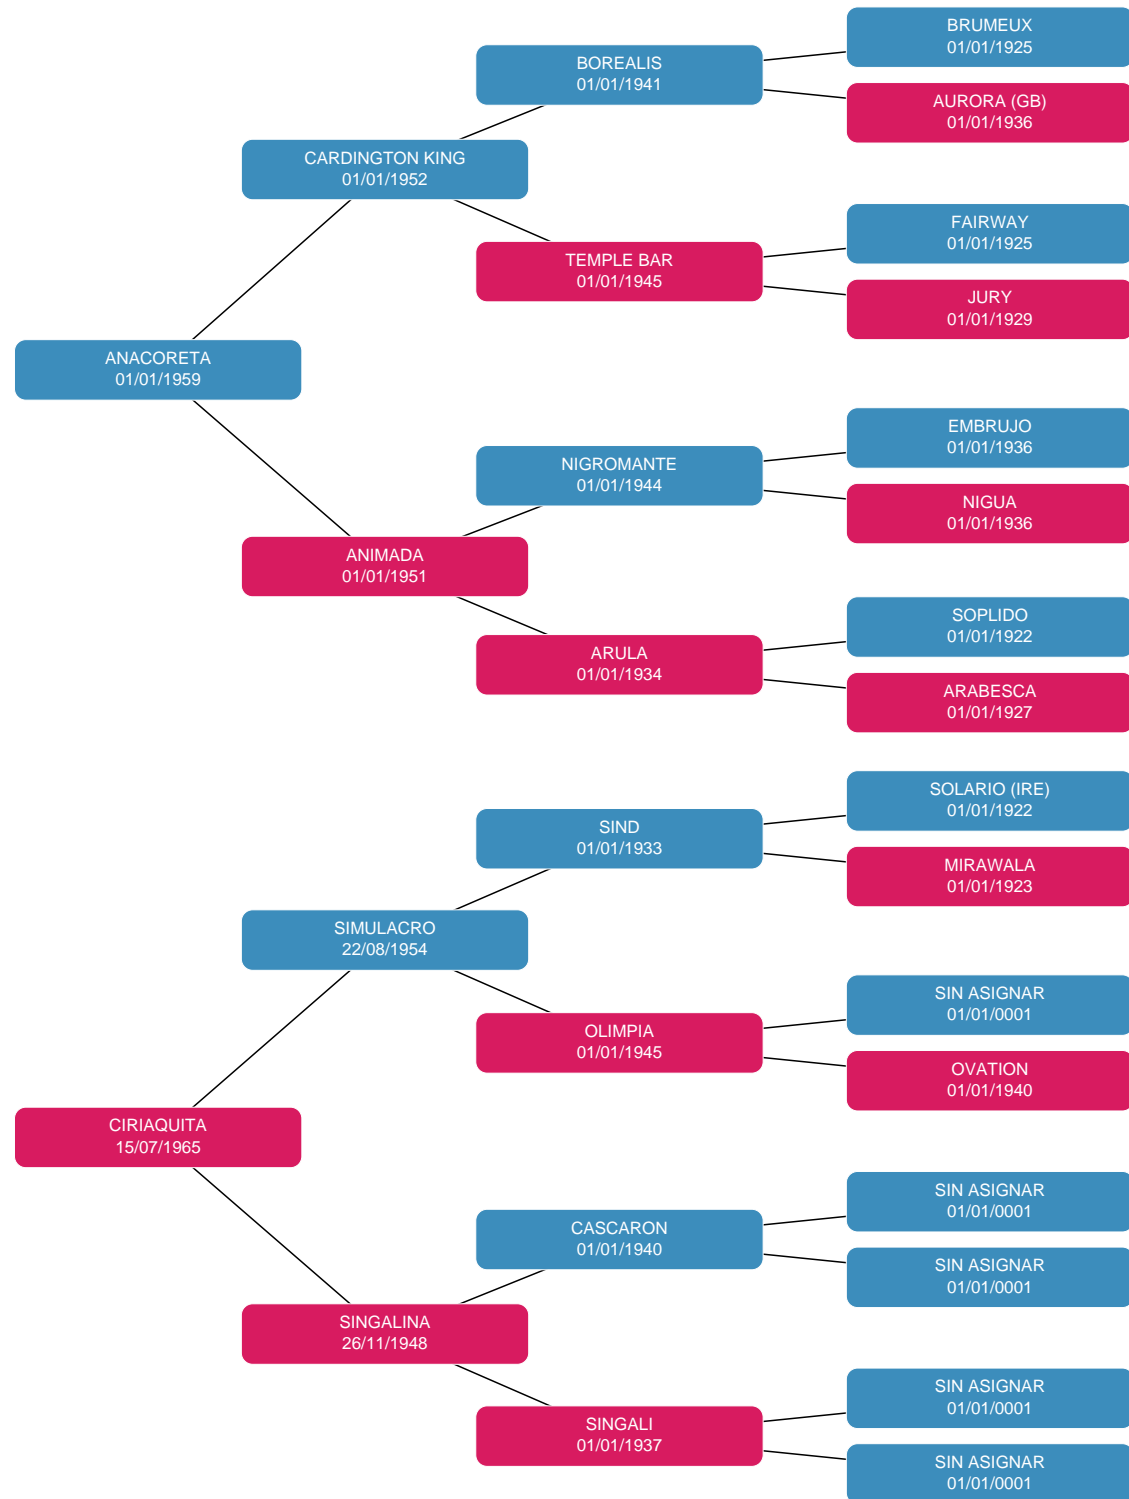 BRUMEUX
01/01/1925
BOREALIS
01/01/1941
AURORA (GB)
01/01/1936
CARDINGTON KING
01/01/1952
FAIRWAY
01/01/1925
TEMPLE BAR
01/01/1945
JURY
01/01/1929
ANACORETA
01/01/1959
EMBRUJO
01/01/1936
NIGROMANTE
01/01/1944
NIGUA
01/01/1936
ANIMADA
01/01/1951
SOPLIDO
01/01/1922
ARULA
01/01/1934
ARABESCA
01/01/1927
SOLARIO (IRE)
01/01/1922
SIND
01/01/1933
MIRAWALA
01/01/1923
SIMULACRO
22/08/1954
SIN ASIGNAR
01/01/0001
OLIMPIA
01/01/1945
OVATION
01/01/1940
CIRIAQUITA
15/07/1965
SIN ASIGNAR
01/01/0001
CASCARON
01/01/1940
SIN ASIGNAR
01/01/0001
SINGALINA
26/11/1948
SIN ASIGNAR
01/01/0001
SINGALI
01/01/1937
SIN ASIGNAR
01/01/0001